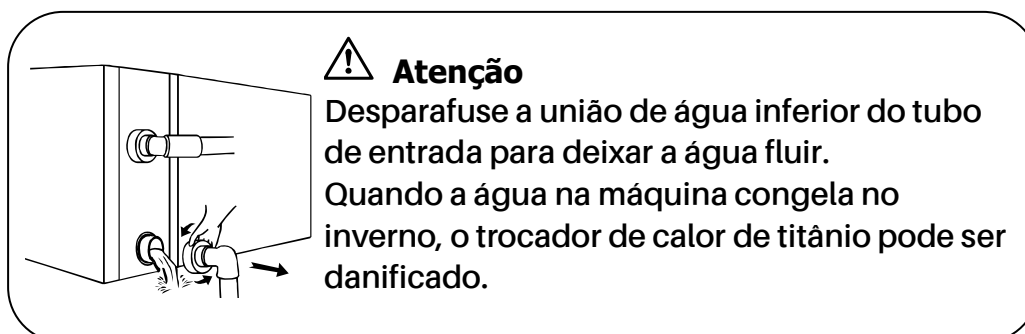 Atenção
Desparafuse a união de água inferior do tubo
de entrada para deixar a água fluir.
Quando a água na máquina congela no
inverno, o trocador de calor de titânio pode ser
danificado.